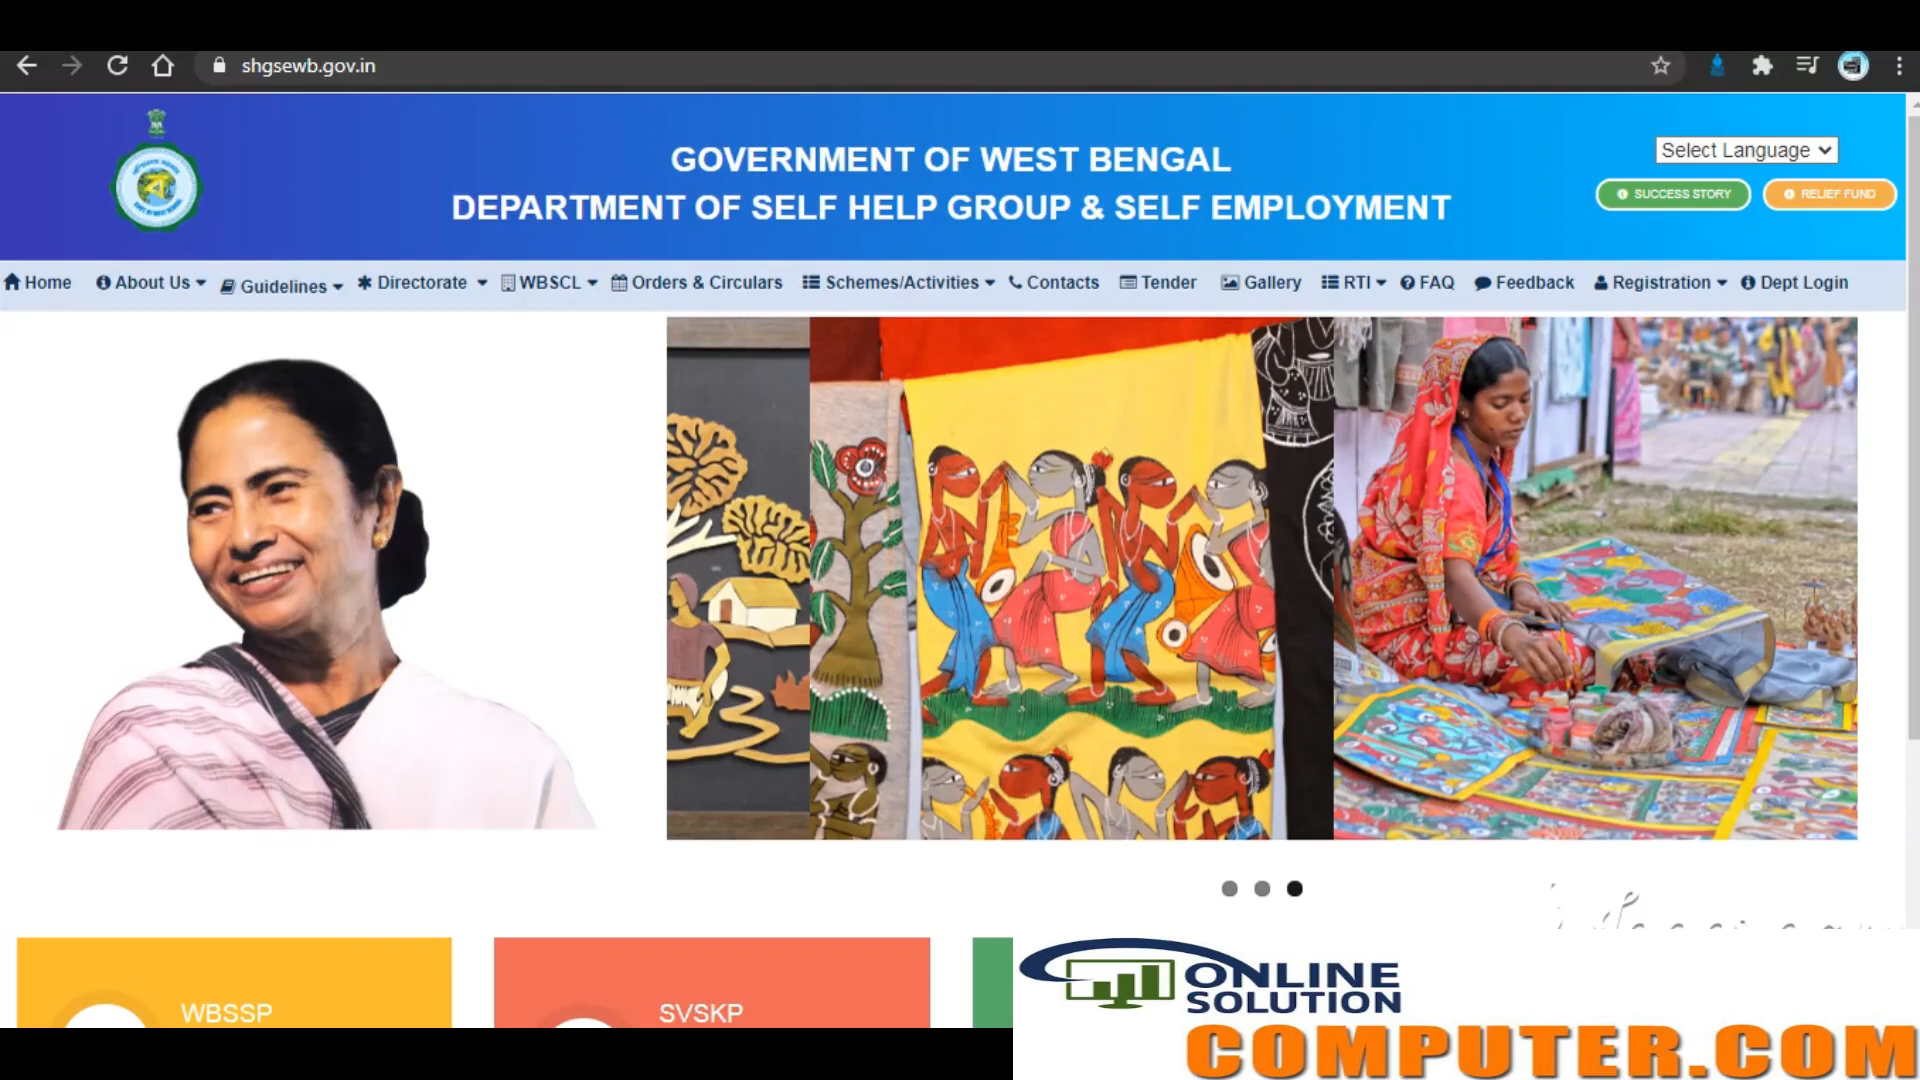 shgsewb.gov.in
GOVERNMENT OF WEST BENGAL
DEPARTMENT OF SELF HELP GROUP & SELF EMPLOYMENT
Select Language
SUCCESS STORY
RELIEF FUND
Home About Us Guidelines Directorate WBSCL Orders & Circulars Schemes/Activities Contacts Tender Gallery RTI FAQ Feedback Registration Dept Login
WBSSP
SVSKP
ONLINE
SOLUTION
COMPUTER.COM